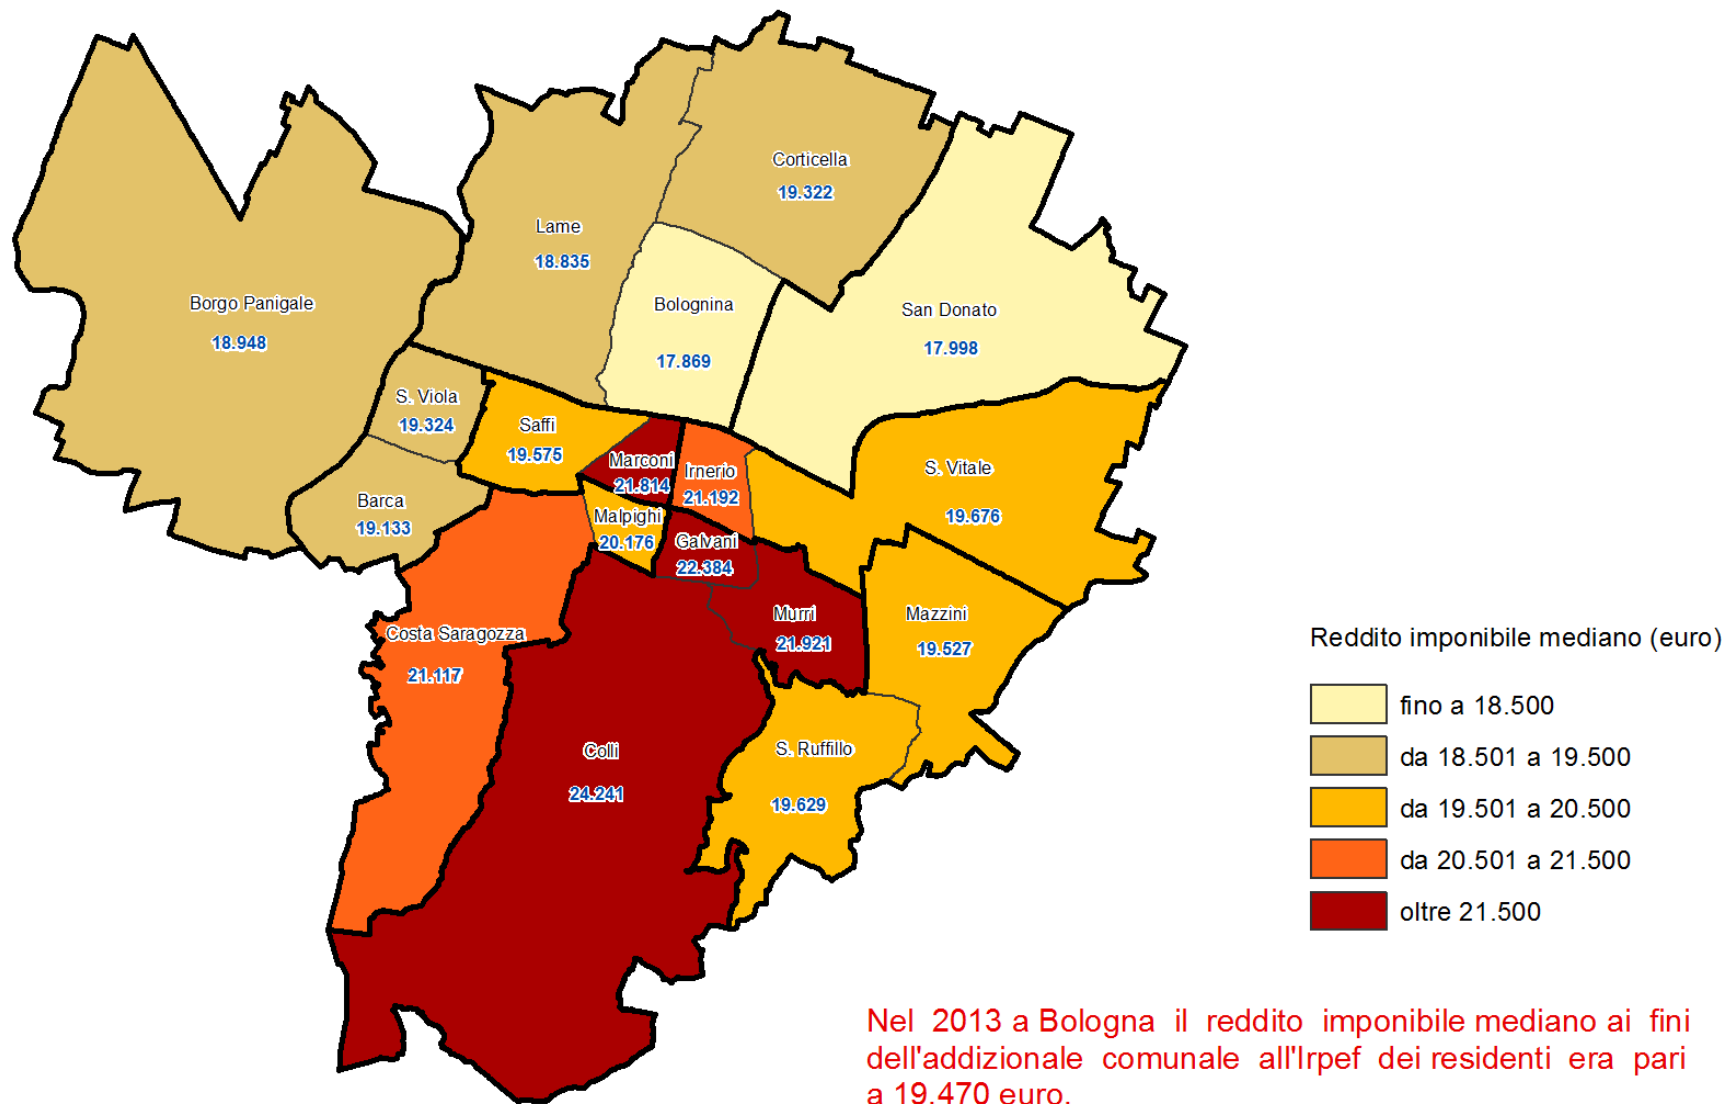 Corticella
19.322
Lame
18.835
Borgo Panigale
18.948
Bolognina
17.869
San Donato
17.998
S. Viola
19.324
Saffi
19.575
Marconi
21.814
Irnerio
21.192
S. Vitale
19.676
Barca
19.133
Malpighi
20.176
Galvani
22.384
Costa Saragozza
21.117
Murri
21.921
Mazzini
19.527
Colli
24.241
S. Ruffillo
19.629
Reddito imponibile mediano (euro)
fino a 18.500
da 18.501 a 19.500
da 19.501 a 20.500
da 20.501 a 21.500
oltre 21.500
Nel 2013 a Bologna il reddito imponibile mediano ai fini
dell'addizionale comunale all'Irpef dei residenti era pari
a 19.470 euro.